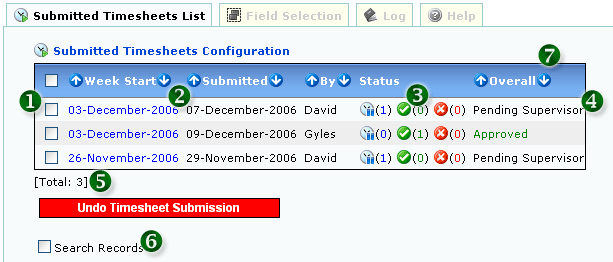 Submitted Timesheets List Field Selection Log Help
7
Submitted Timesheets Configuration
Week Start Submitted By Status Overall
1 2 3 4
03-December-2006 07-December-2006 David (1) (0) (0) Pending Supervisor
03-December-2006 09-December-2006 Gyles (0) (1) (0) Approved
26-November-2006 29-November-2006 David (1) (0) (0) Pending Supervisor
[Total: 3] 5
Undo Timesheet Submission
Search Records 6